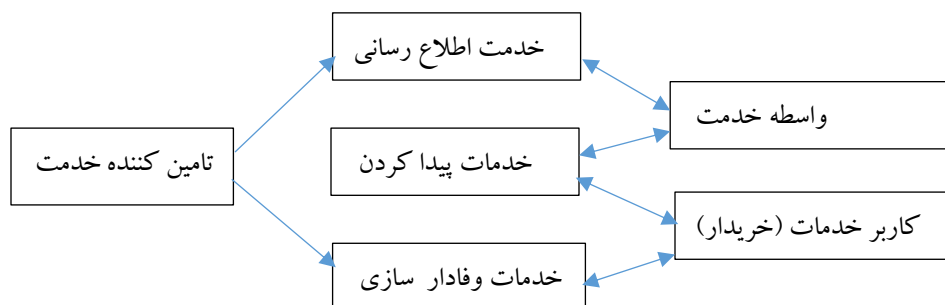 خدمت اطلاع رسانی
واسطه خدمت
تامین کننده خدمت
خدمات پیدا کردن
کاربر خدمات (خریدار)
خدمات وفادار سازی